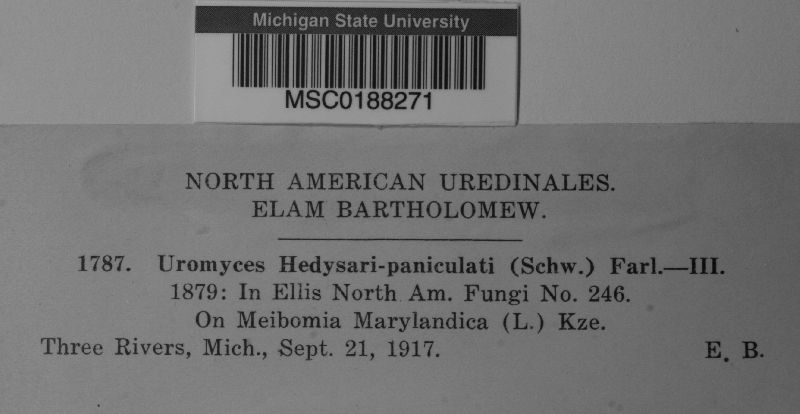 Michigan State University
MSC0188271
NORTH AMERICAN UREDINALES.
ELAM BARTHOLOMEW.
1787. Uromyces Hedysari-paniculati (Schw.) Farl.—III.
1879: In Ellis North Am. Fungi No. 246.
On Meibomia Marylandica (L.) Kze.
Three Rivers, Mich., Sept. 21, 1917. E. B.